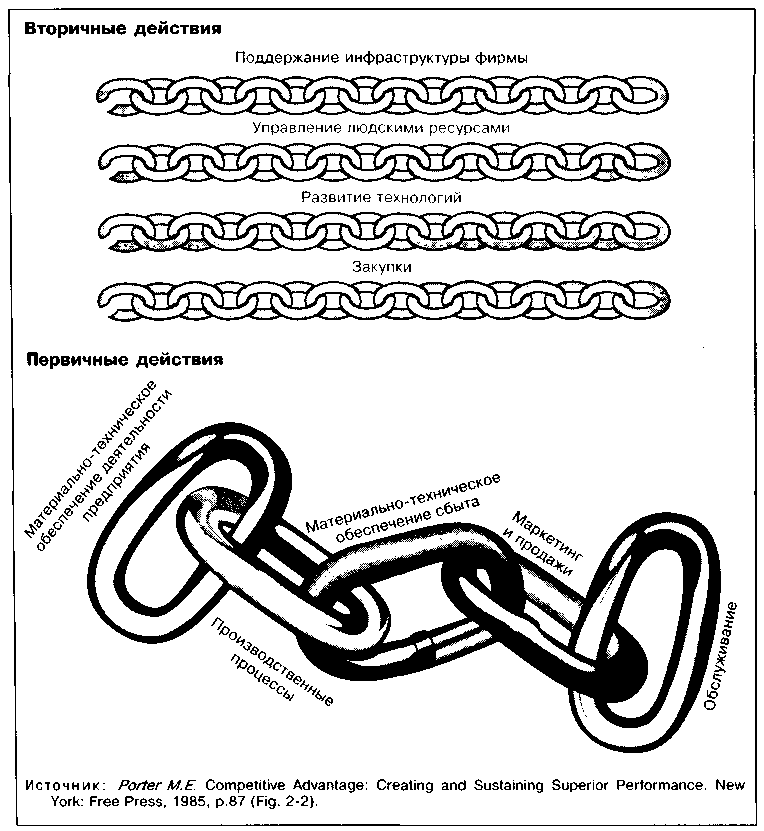 Вторичные действия
Поддержание инфраструктуры фирмы
Управление людскими ресурсами
Развитие технологий
Закупки
Первичные действия
Материально-техническое
обеспечение деятельности
предприятия
Материально-техническое
обеспечение сбыта
Маркетинг
и продажи
Производственные
процессы
Обслуживание
Источник: Porter M.E. Competitive Advantage: Creating and Sustaining Superior Performance. New
York: Free Press, 1985, p.87 (Fig. 2-2).